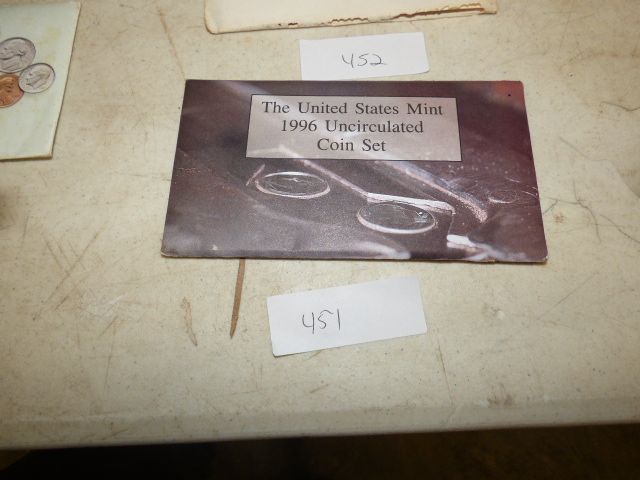 452
The United States Mint
1996 Uncirculated
Coin Set
451